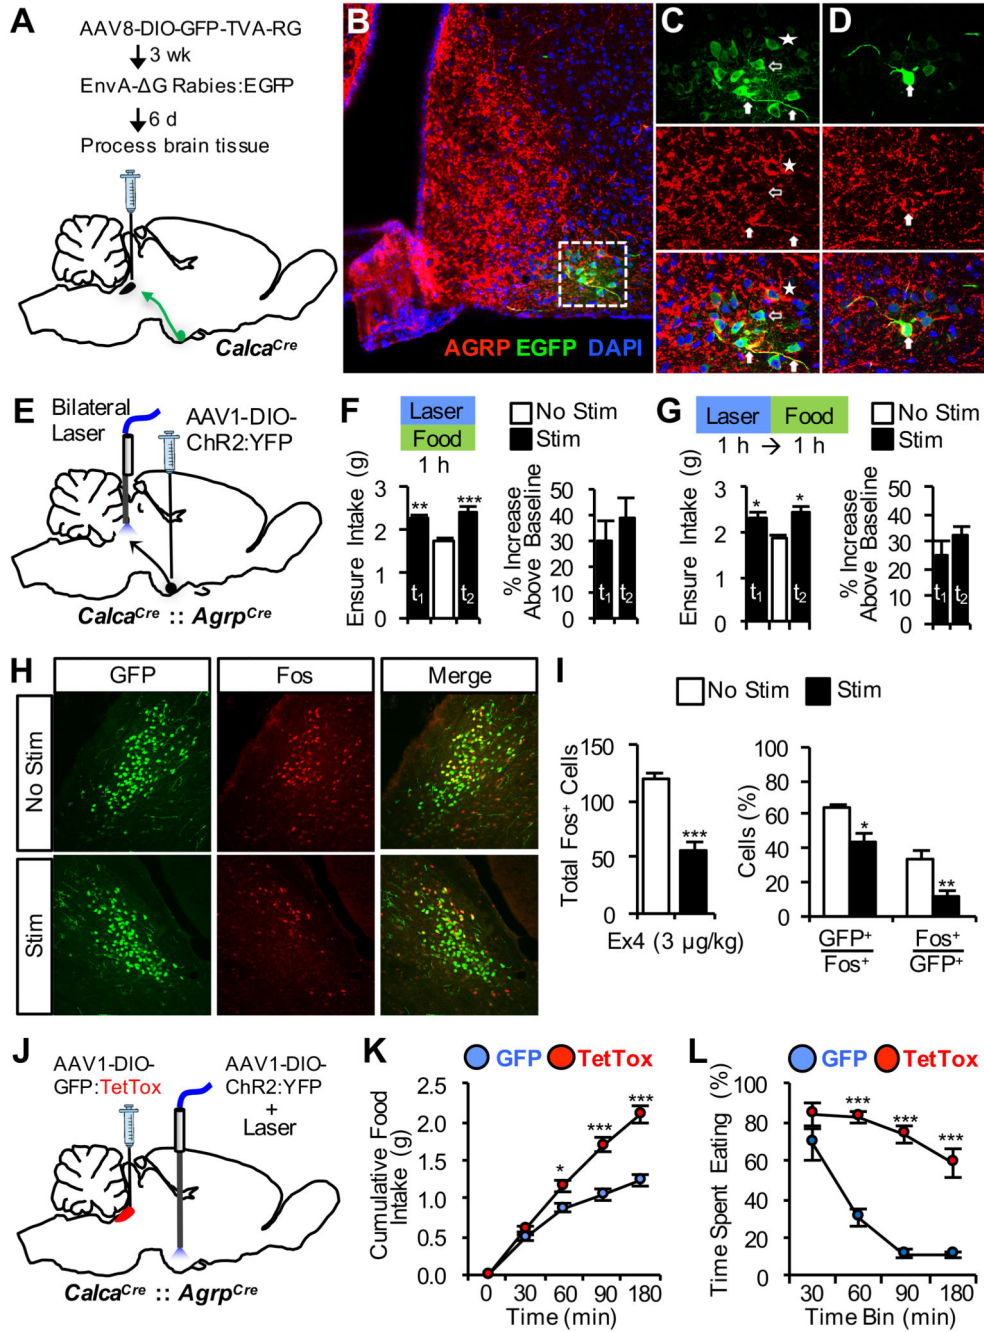 A
AAV8-DIO-GFP-TVA-RG
3 wk
EnvA-ΔG Rabies:EGFP
6 d
Process brain tissue
Calca^Cre
B
AGRP EGFP DAPI
C
D
E
Bilateral
Laser
AAV1-DIO-
ChR2:YFP
Calca^Cre :: Agrp^Cre
F
Laser
Food
1 h
No Stim
Stim
Ensure Intake (g)
3
2
1
0
**
***
t₁
t₂
% Increase
Above Baseline
50
40
30
20
10
0
t₁
t₂
G
Laser
Food
1 h → 1 h
No Stim
Stim
Ensure Intake (g)
3
2
1
0
*
*
t₁
t₂
% Increase
Above Baseline
50
40
30
20
10
0
t₁
t₂
H
GFP
Fos
Merge
No Stim
Stim
I
No Stim
Stim
Total Fos⁺ Cells
150
100
50
0
***
Ex4 (3 µg/kg)
Cells (%)
100
80
60
40
20
0
*
**
GFP⁺
Fos⁺
Fos⁺
GFP⁺
J
AAV1-DIO-
GFP:TetTox
AAV1-DIO-
ChR2:YFP
+
Laser
Calca^Cre :: Agrp^Cre
K
GFP
TetTox
Cumulative Food
Intake (g)
2.5
2.0
1.5
1.0
0.5
0.0
*
***
***
0
30
60
90
180
Time (min)
L
GFP
TetTox
Time Spent Eating (%)
100
80
60
40
20
0
***
***
***
30
60
90
180
Time Bin (min)